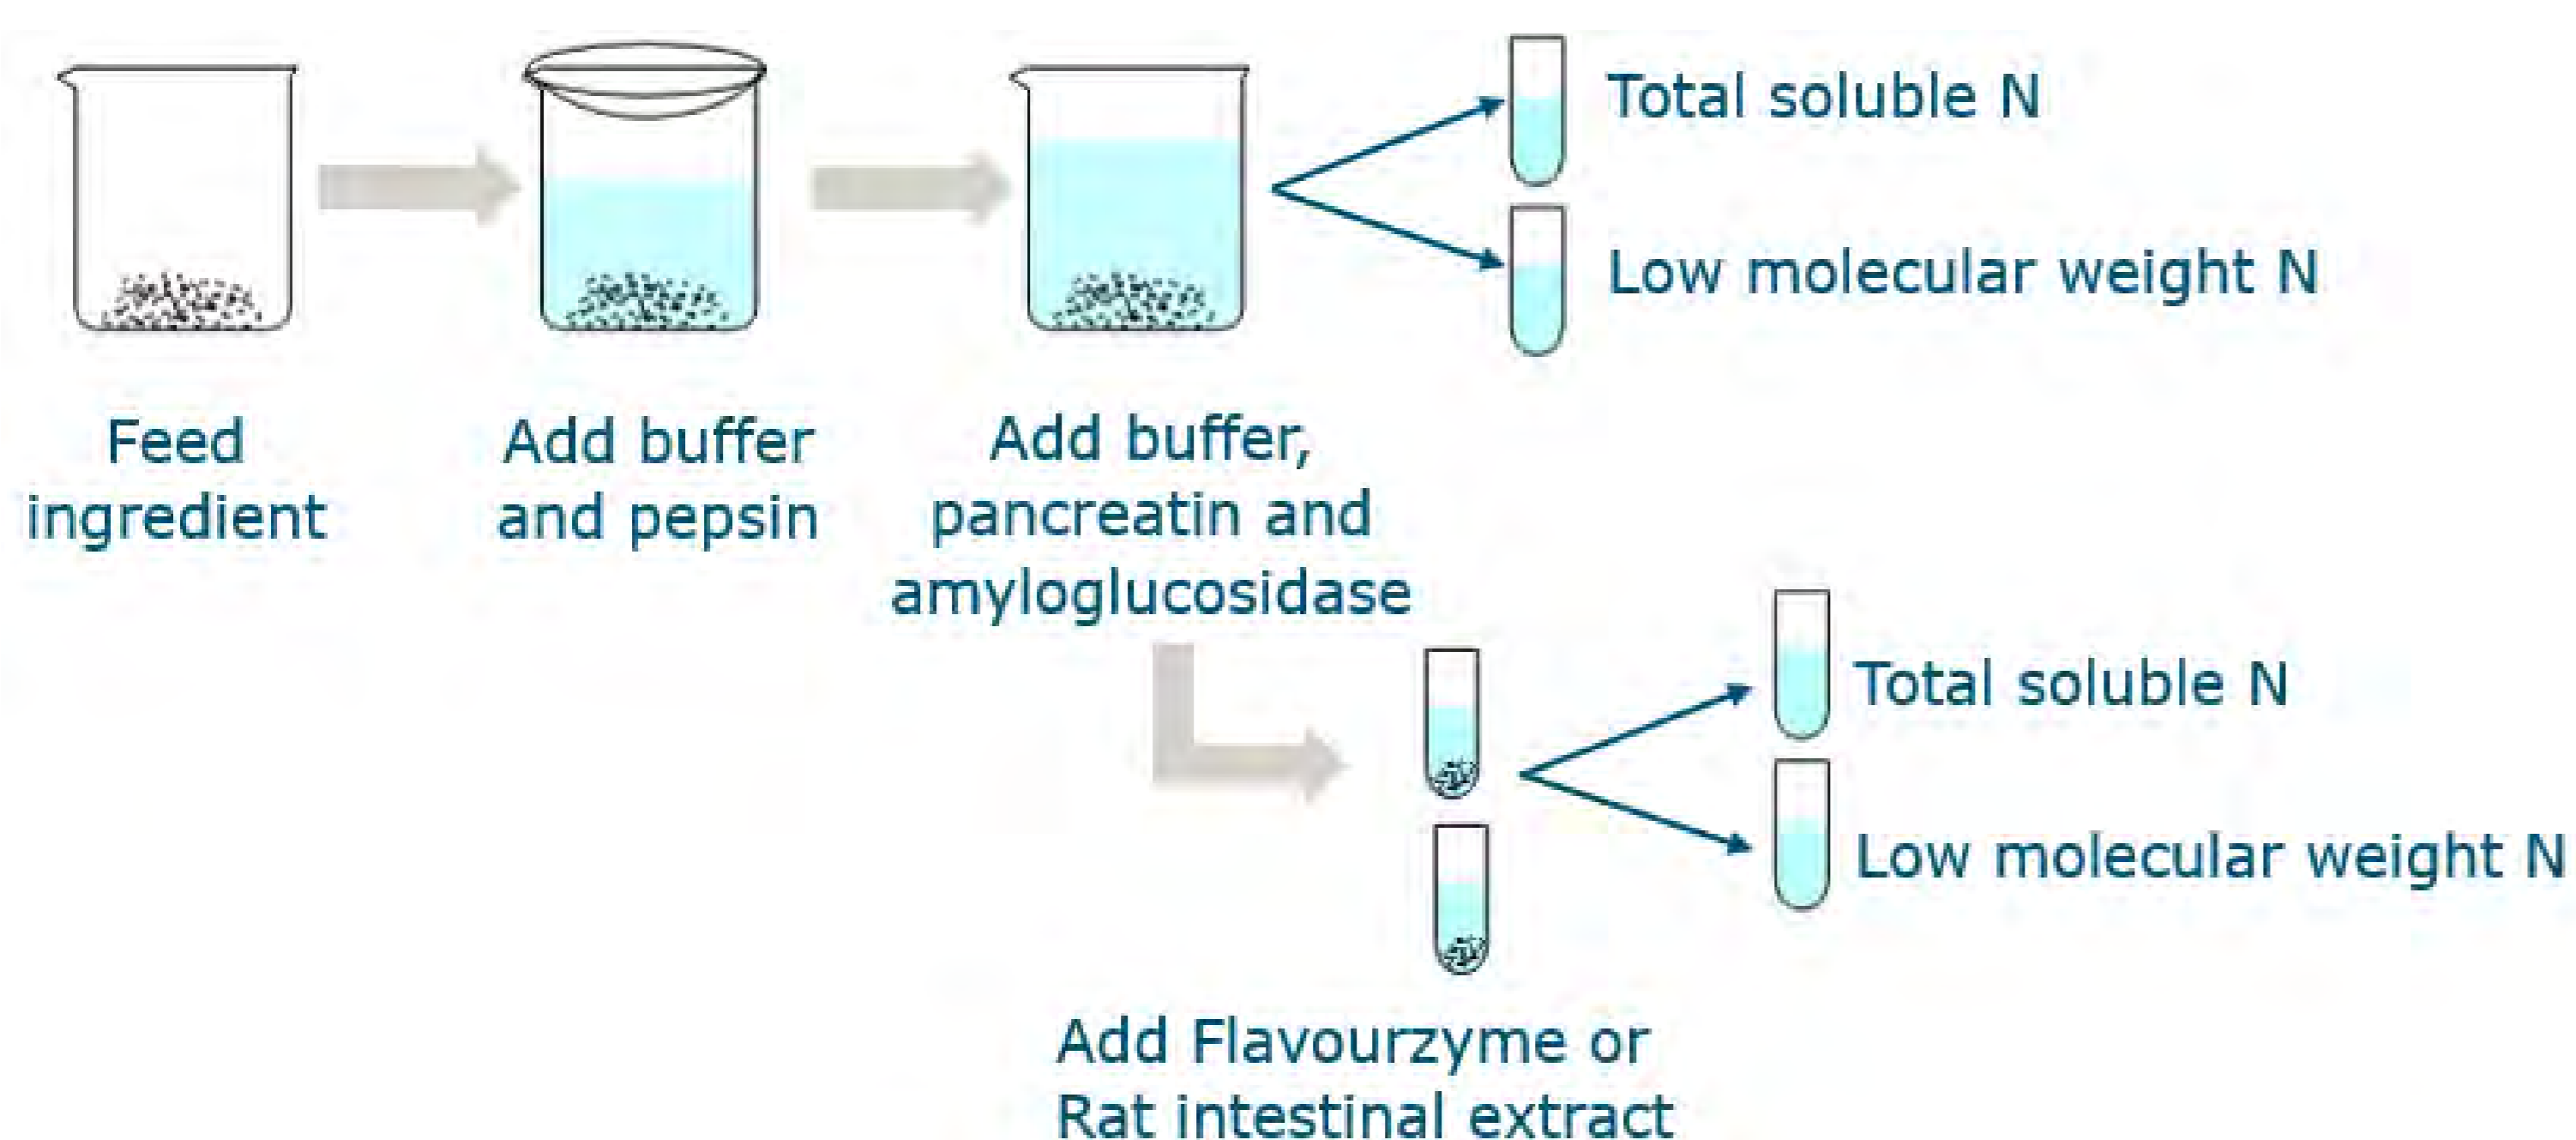 Total soluble N
Low molecular weight N
Feed
ingredient
Add buffer
and pepsin
Add buffer,
pancreatin and
amyloglucosidase
Total soluble N
Low molecular weight N
Add Flavourzyme or
Rat intestinal extract